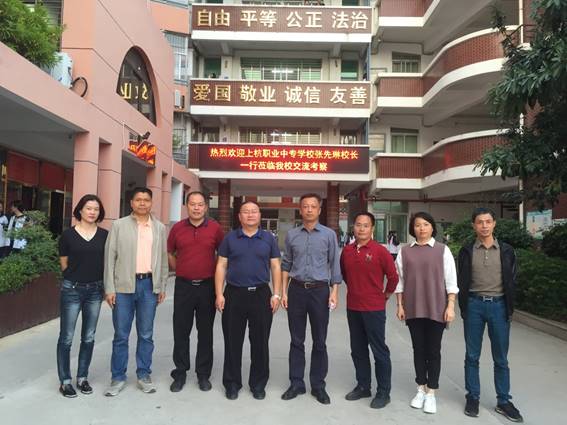 自由 平等 公正 法治
爱国 敬业 诚信 友善
热烈欢迎上杭职业中专学校张先琳校长
一行莅临我校交流考察